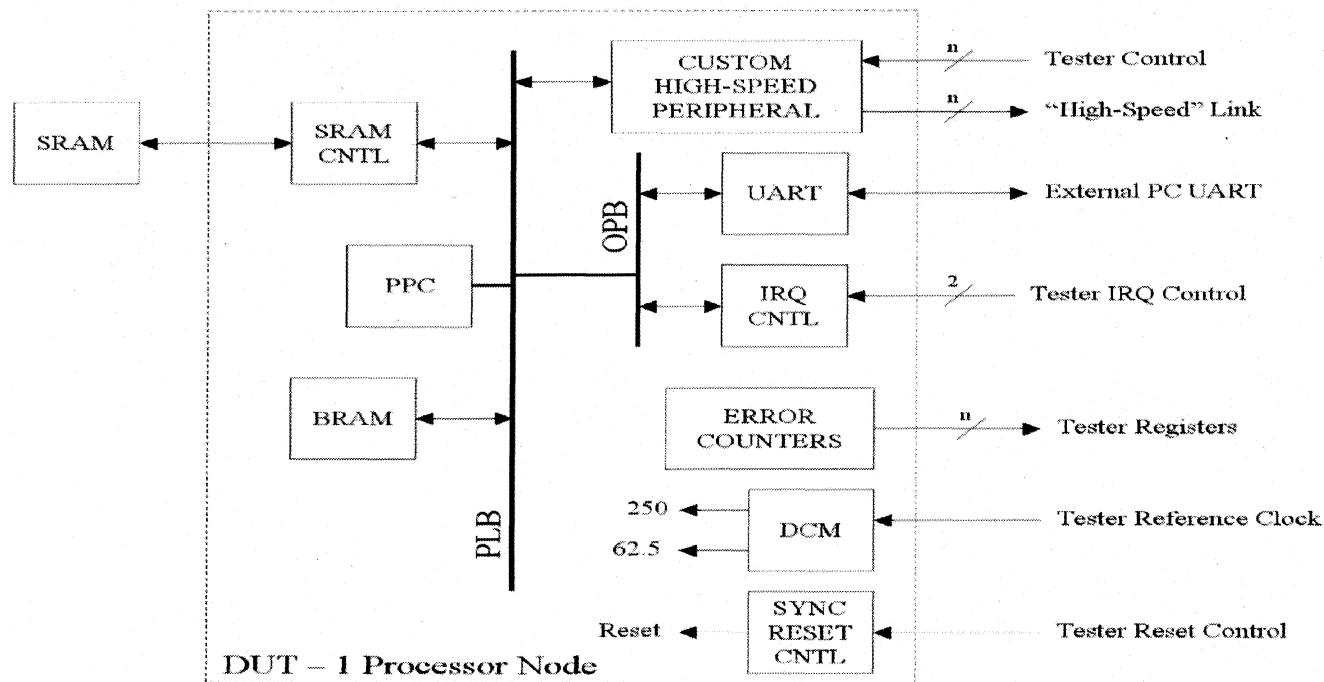 CUSTOM
HIGH-SPEED
PERIPHERAL
n
Tester Control
n
“High-Speed” Link
SRAM
SRAM
CNTL
UART
External PC UART
OPB
PPC
IRQ
CNTL
2
Tester IRQ Control
BRAM
ERROR
COUNTERS
n
Tester Registers
PLB
250
62.5
DCM
Tester Reference Clock
Reset
SYNC
RESET
CNTL
Tester Reset Control
DUT – 1 Processor Node